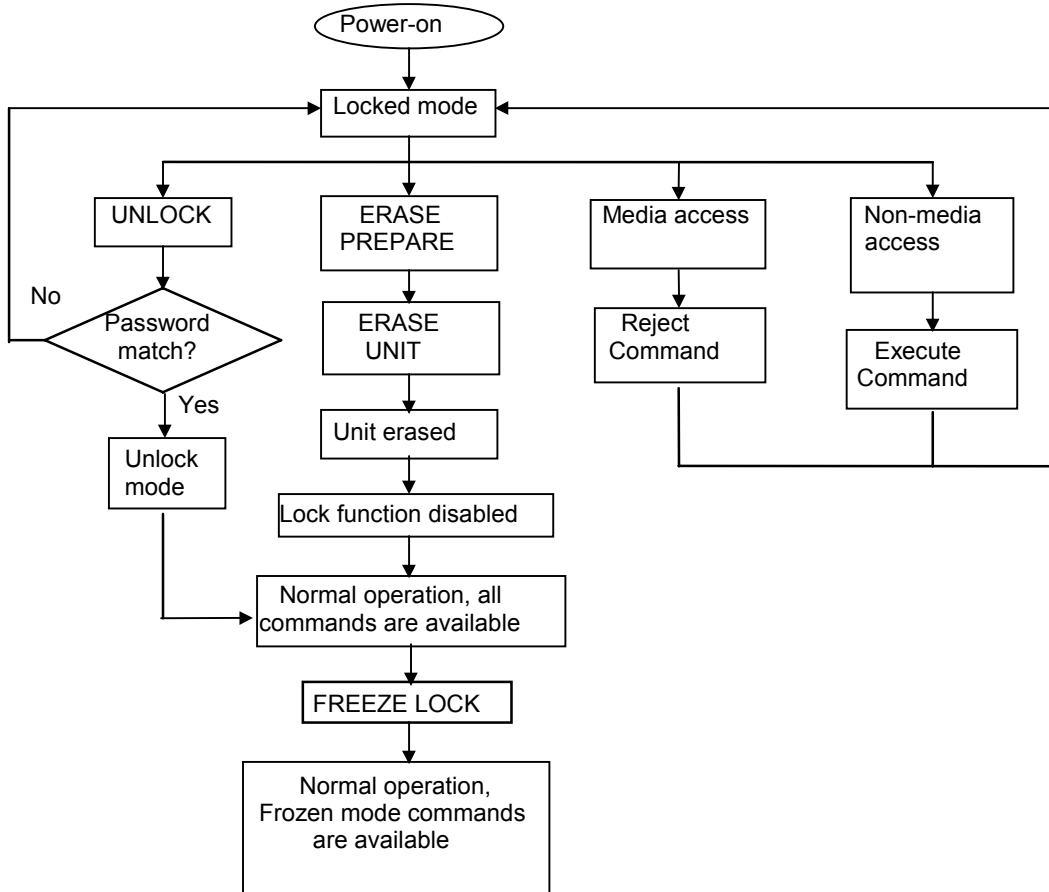 Power-on
Locked mode
UNLOCK
ERASE
PREPARE
Media access
Non-media
access
No
Password
match?
ERASE
UNIT
Reject
Command
Execute
Command
Yes
Unit erased
Unlock
mode
Lock function disabled
Normal operation, all
commands are available
FREEZE LOCK
Normal operation,
Frozen mode commands
are available